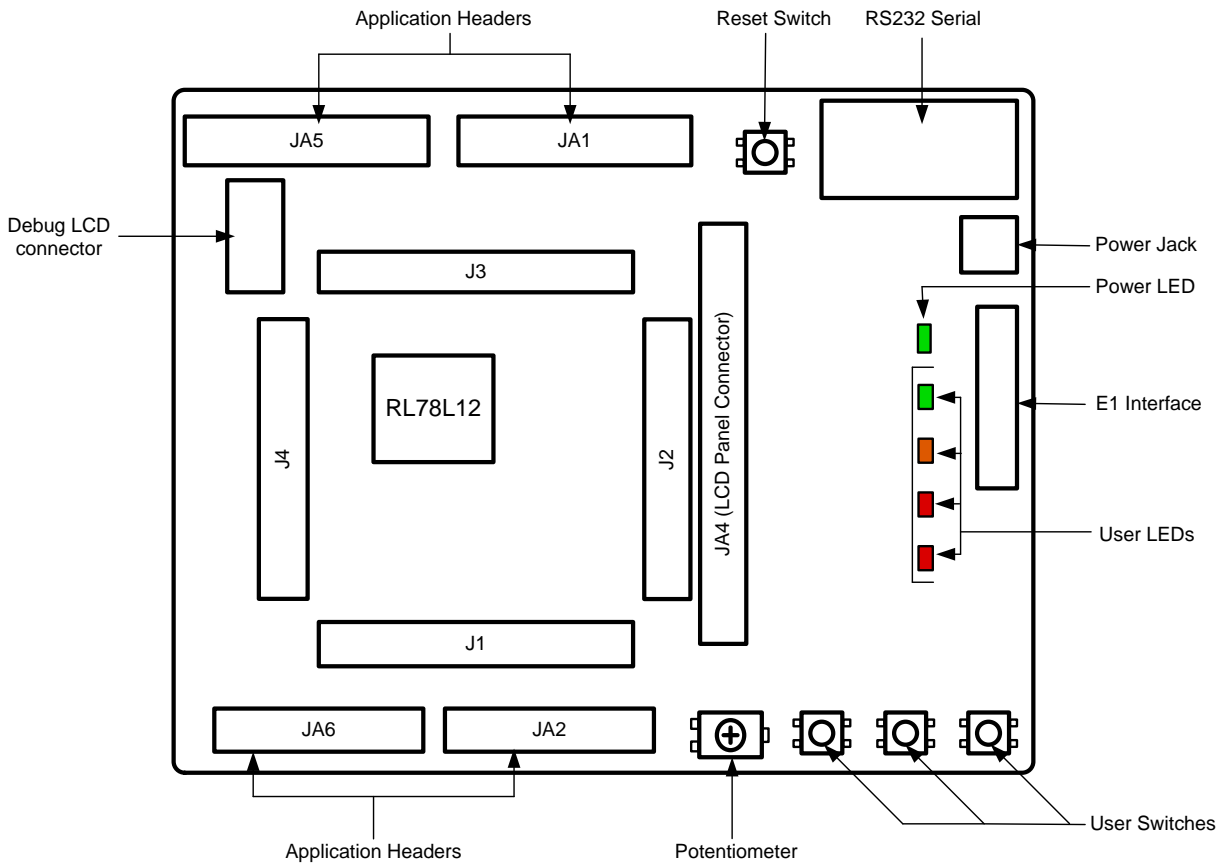 Application Headers
Reset Switch
RS232 Serial
JA5
JA1
Debug LCD
connector
J3
Power Jack
Power LED
JA4 (LCD Panel Connector)
RL78L12
E1 Interface
J4
J2
User LEDs
J1
JA6
JA2
User Switches
Application Headers
Potentiometer